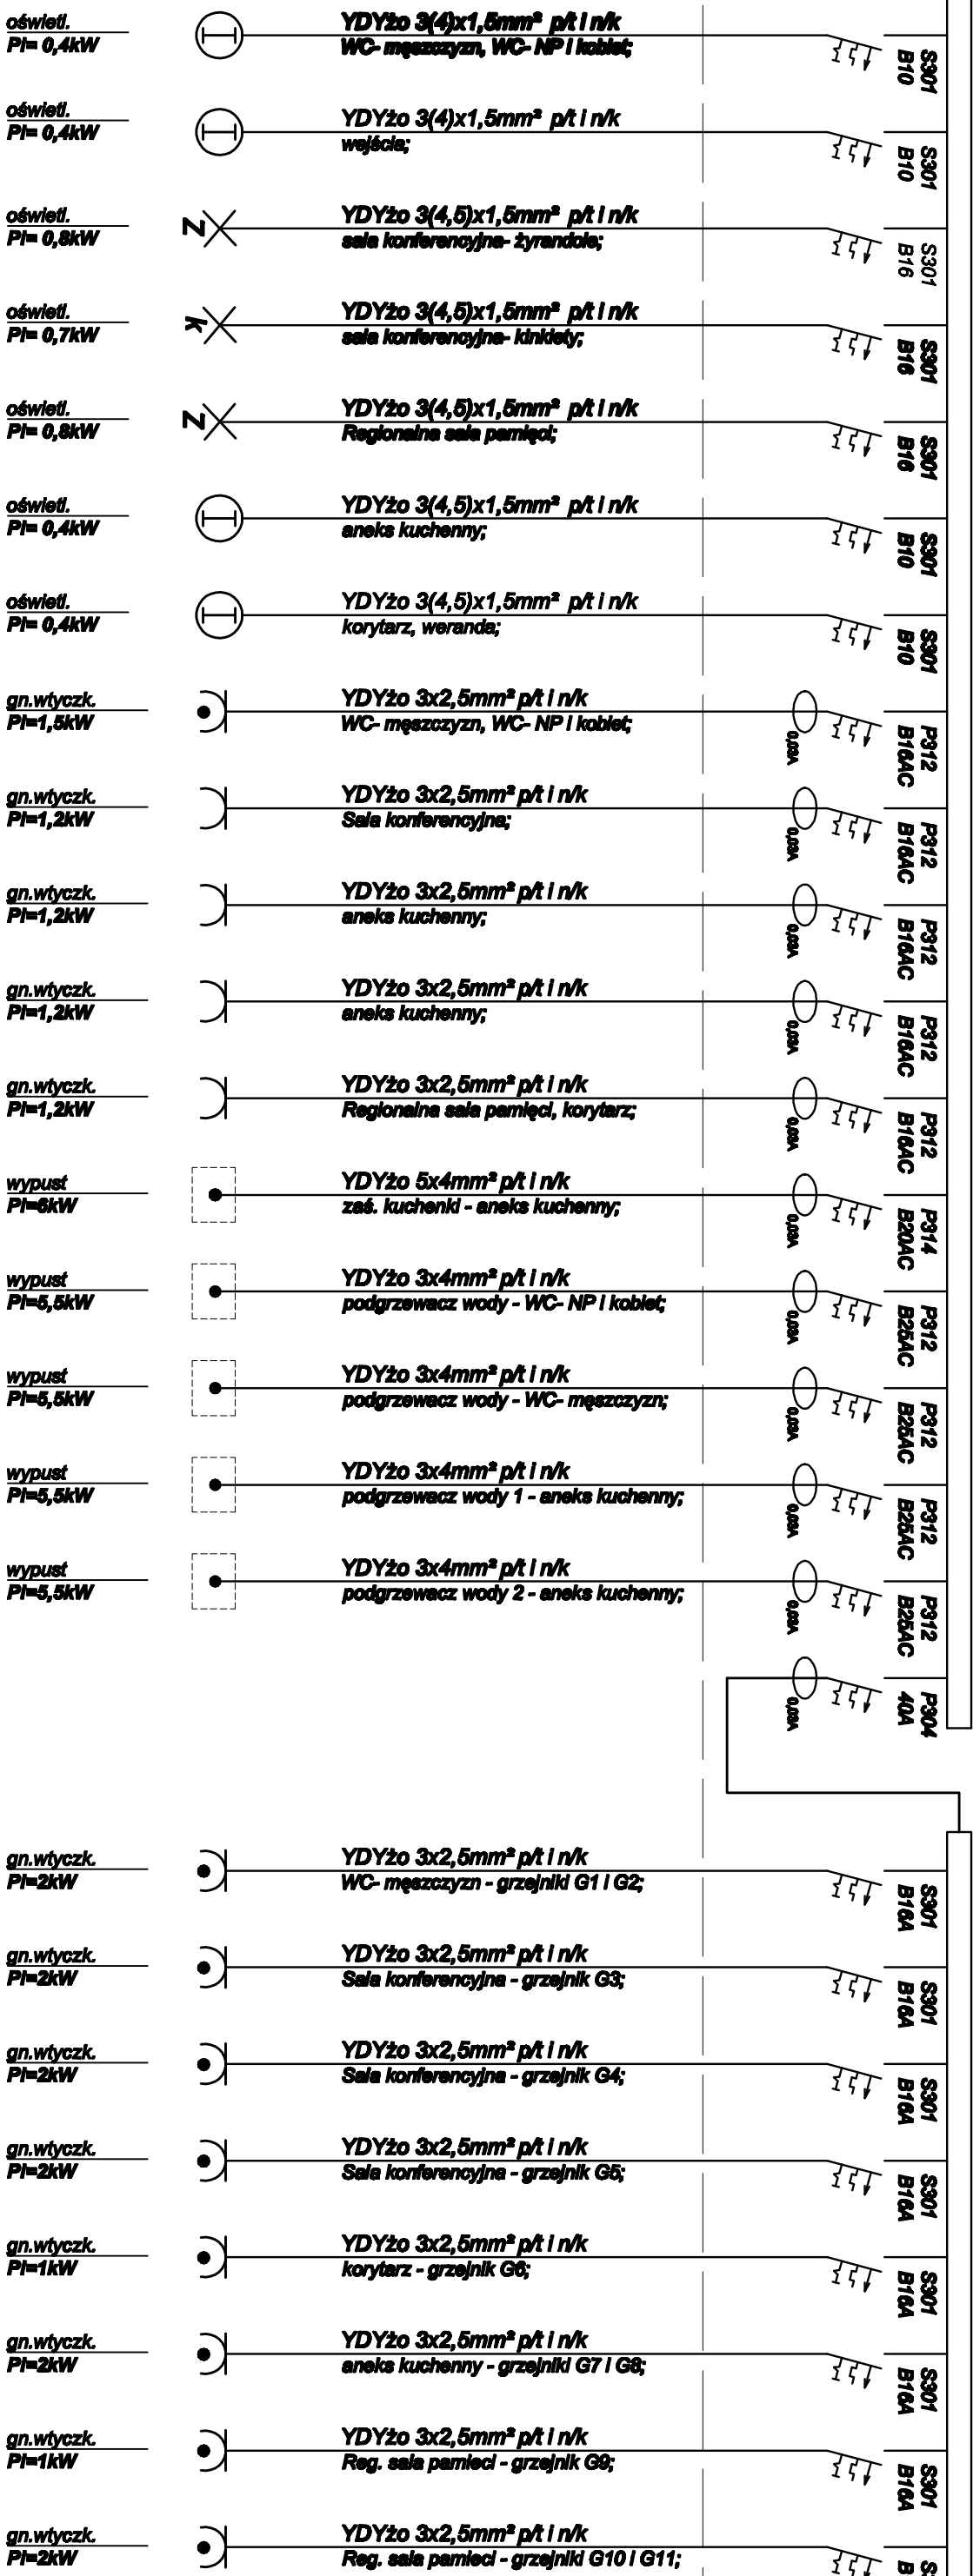 oświetl.
Pi= 0,4kW
YDYżo 3(4)x1,5mm² p/t i n/k
WC- męszczyzn, WC- NP i kobiet;
S301
B10
oświetl.
Pi= 0,4kW
YDYżo 3(4)x1,5mm² p/t i n/k
wejścia;
S301
B10
oświetl.
Pi= 0,8kW
Z
YDYżo 3(4,5)x1,5mm² p/t i n/k
sala konferencyjna- żyrandole;
S301
B16
oświetl.
Pi= 0,7kW
k
YDYżo 3(4,5)x1,5mm² p/t i n/k
sala konferencyjna- kinkiety;
S301
B16
oświetl.
Pi= 0,8kW
Z
YDYżo 3(4,5)x1,5mm² p/t i n/k
Regionalna sala pamięci;
S301
B16
oświetl.
Pi= 0,4kW
YDYżo 3(4,5)x1,5mm² p/t i n/k
aneks kuchenny;
S301
B10
oświetl.
Pi= 0,4kW
YDYżo 3(4,5)x1,5mm² p/t i n/k
korytarz, weranda;
S301
B10
gn.wtyczk.
Pi=1,5kW
YDYżo 3x2,5mm² p/t i n/k
WC- męszczyzn, WC- NP i kobiet;
0,03A
P312
B16AC
gn.wtyczk.
Pi=1,2kW
YDYżo 3x2,5mm² p/t i n/k
Sala konferencyjna;
0,03A
P312
B16AC
gn.wtyczk.
Pi=1,2kW
YDYżo 3x2,5mm² p/t i n/k
aneks kuchenny;
0,03A
P312
B16AC
gn.wtyczk.
Pi=1,2kW
YDYżo 3x2,5mm² p/t i n/k
aneks kuchenny;
0,03A
P312
B16AC
gn.wtyczk.
Pi=1,2kW
YDYżo 3x2,5mm² p/t i n/k
Regionalna sala pamięci, korytarz;
0,03A
P312
B16AC
wypust
Pi=6kW
YDYżo 5x4mm² p/t i n/k
zaś. kuchenki - aneks kuchenny;
0,03A
P314
B20AC
wypust
Pi=5,5kW
YDYżo 3x4mm² p/t i n/k
podgrzewacz wody - WC- NP i kobiet;
0,03A
P312
B25AC
wypust
Pi=5,5kW
YDYżo 3x4mm² p/t i n/k
podgrzewacz wody - WC- męszczyzn;
0,03A
P312
B25AC
wypust
Pi=5,5kW
YDYżo 3x4mm² p/t i n/k
podgrzewacz wody 1 - aneks kuchenny;
0,03A
P312
B25AC
wypust
Pi=5,5kW
YDYżo 3x4mm² p/t i n/k
podgrzewacz wody 2 - aneks kuchenny;
0,03A
P312
B25AC
0,03A
P304
40A
gn.wtyczk.
Pi=2kW
YDYżo 3x2,5mm² p/t i n/k
WC- męszczyzn - grzejniki G1 i G2;
S301
B16A
gn.wtyczk.
Pi=2kW
YDYżo 3x2,5mm² p/t i n/k
Sala konferencyjna - grzejnik G3;
S301
B16A
gn.wtyczk.
Pi=2kW
YDYżo 3x2,5mm² p/t i n/k
Sala konferencyjna - grzejnik G4;
S301
B16A
gn.wtyczk.
Pi=2kW
YDYżo 3x2,5mm² p/t i n/k
Sala konferencyjna - grzejnik G5;
S301
B16A
gn.wtyczk.
Pi=1kW
YDYżo 3x2,5mm² p/t i n/k
korytarz - grzejnik G6;
S301
B16A
gn.wtyczk.
Pi=2kW
YDYżo 3x2,5mm² p/t i n/k
aneks kuchenny - grzejniki G7 i G8;
S301
B16A
gn.wtyczk.
Pi=1kW
YDYżo 3x2,5mm² p/t i n/k
Reg. sala pamieci - grzejnik G9;
S301
B16A
gn.wtyczk.
Pi=2kW
YDYżo 3x2,5mm² p/t i n/k
Reg. sala pamieci - grzejniki G10 i G11;